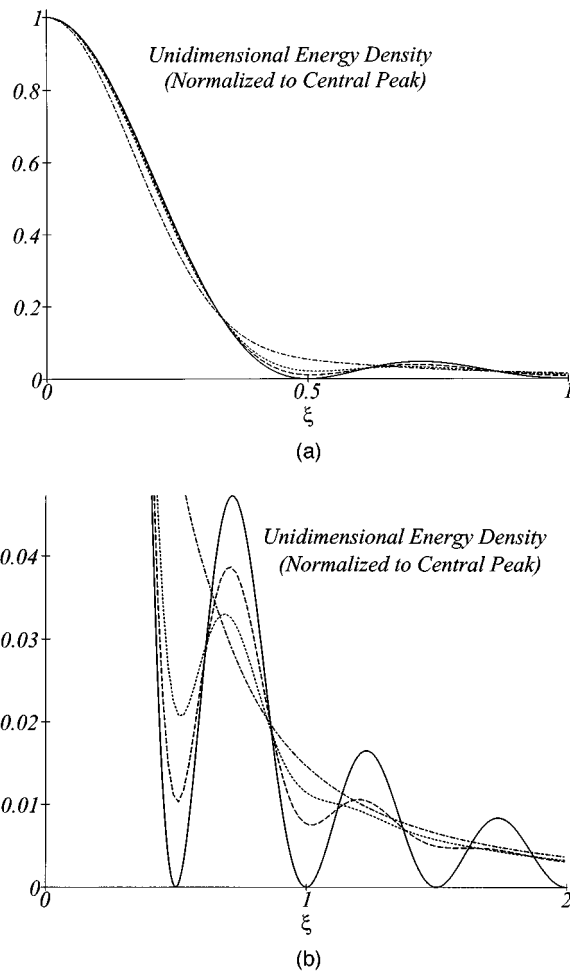 Unidimensional Energy Density
(Normalized to Central Peak)
1
0.8
0.6
0.4
0.2
0
0 0.5 1
ξ
(a)
Unidimensional Energy Density
(Normalized to Central Peak)
0.04
0.03
0.02
0.01
0
0 1 2
ξ
(b)